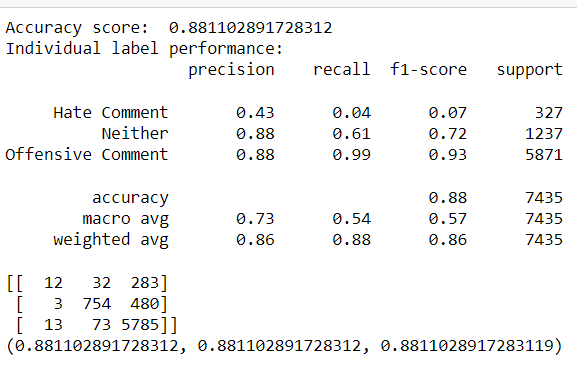 Accuracy score:  0.881102891728312
Individual label performance:
                   precision    recall  f1-score   support

     Hate Comment       0.43      0.04      0.07       327
          Neither       0.88      0.61      0.72      1237
Offensive Comment       0.88      0.99      0.93      5871

         accuracy                           0.88      7435
        macro avg       0.73      0.54      0.57      7435
     weighted avg       0.86      0.88      0.86      7435

[[  12   32  283]
 [   3  754  480]
 [  13   73 5785]]
(0.881102891728312, 0.881102891728312, 0.8811028917283119)